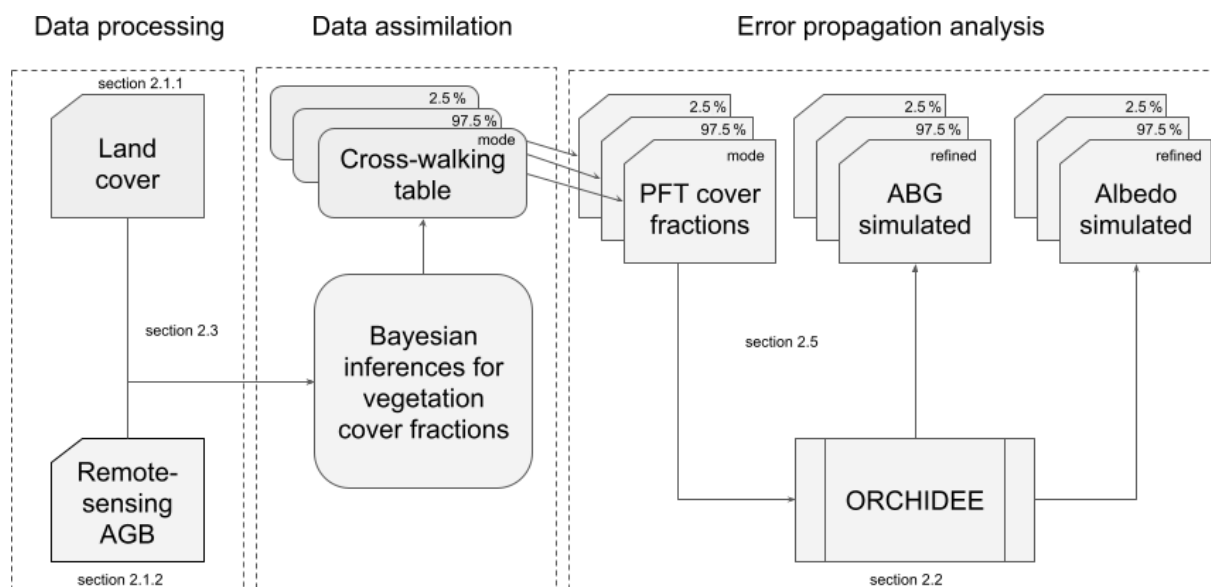 Data processing
Data assimilation
Error propagation analysis
section 2.1.1
Land
cover
section 2.3
Remote-
sensing
AGB
section 2.1.2
2.5 %
97.5 %
mode
Cross-walking
table
Bayesian
inferences for
vegetation
cover fractions
2.5 %
97.5 %
mode
PFT cover
fractions
2.5 %
97.5 %
refined
ABG
simulated
2.5 %
97.5 %
refined
Albedo
simulated
section 2.5
ORCHIDEE
section 2.2